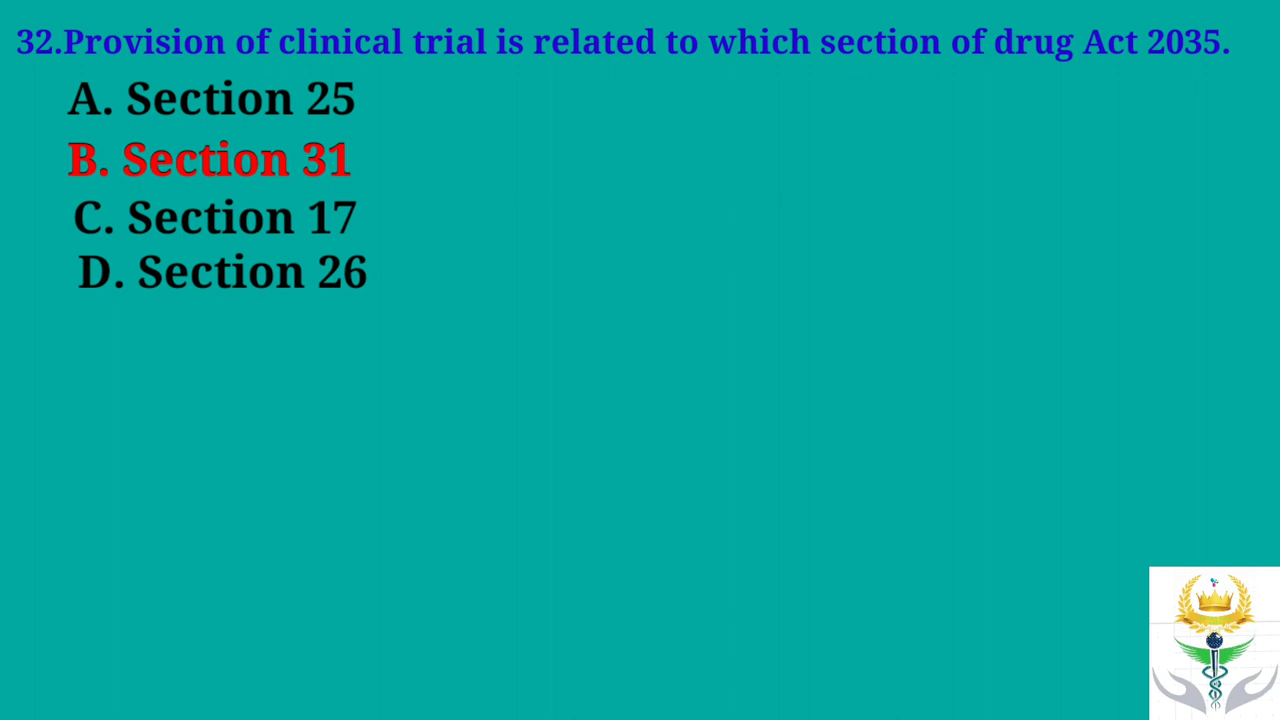 32.Provision of clinical trial is related to which section of drug Act 2035.
A. Section 25
B. Section 31
C. Section 17
D. Section 26